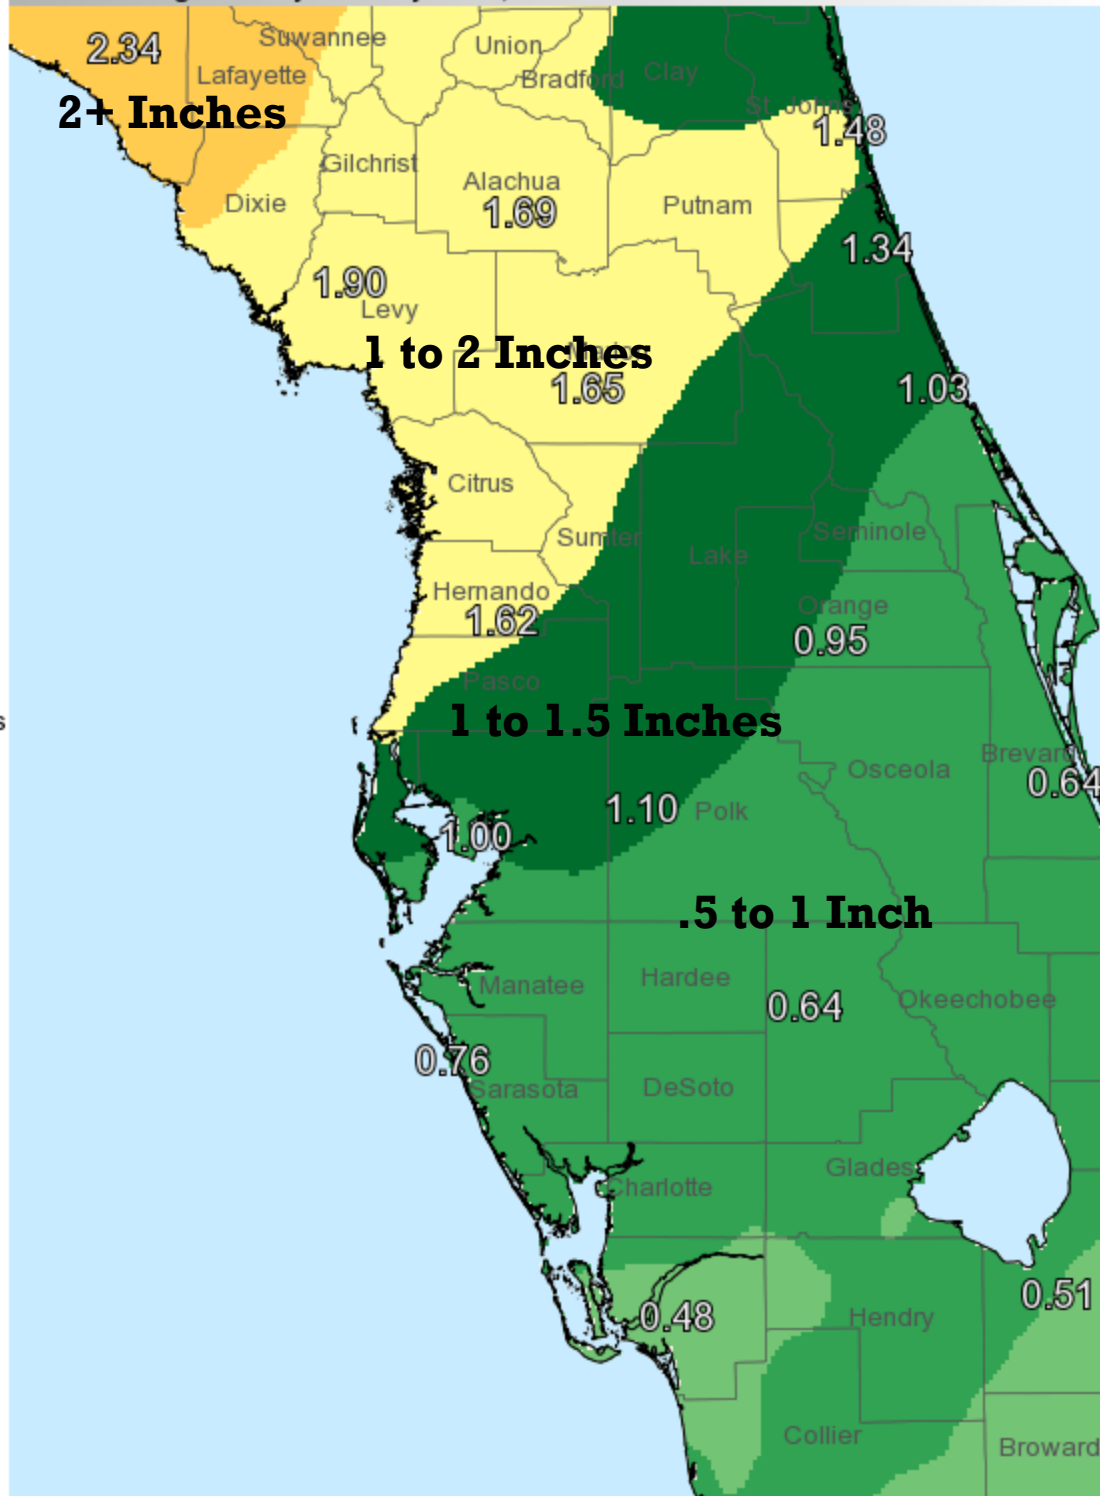 Suwannee
Union
2.34
Lafayette
Bradford
Clay
2+ Inches
St Johns
1.48
Gilchrist
Alachua
1.69
Dixie
Putnam
1.34
1.90
Levy
1 to 2 Inches
1.65
1.03
Citrus
Sumter
Lake
Seminole
Hernando
1.62
Orange
0.95
Pasco
1 to 1.5 Inches
Brevard
0.64
Osceola
1.10
Polk
1.00
.5 to 1 Inch
Manatee
Hardee
0.64
Okeechobee
0.76
Sarasota
DeSoto
Glades
Charlotte
0.51
0.48
Hendry
Collier
Broward